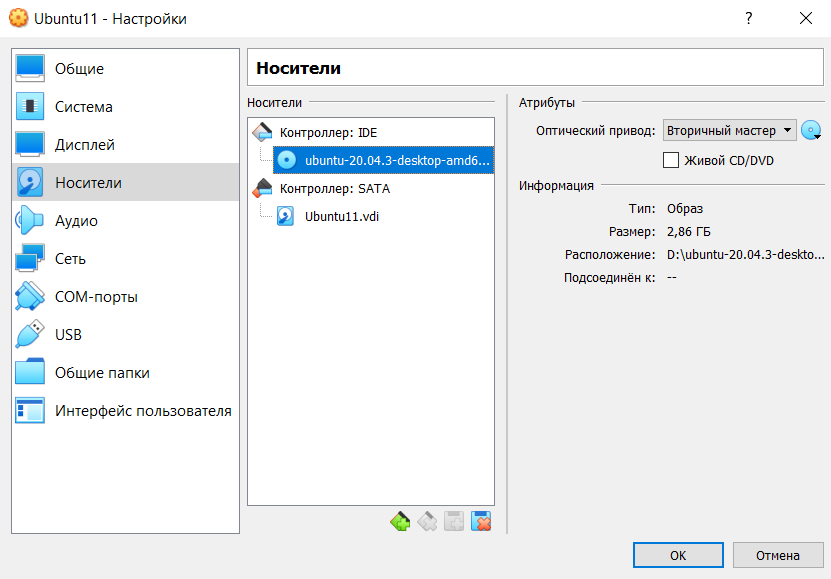 Ubuntu11 - Настройки
?
Общие
Система
Дисплей
Носители
Аудио
Сеть
COM-порты
USB
Общие папки
Интерфейс пользователя
Носители
Носители
Контроллер: IDE
ubuntu-20.04.3-desktop-amd6...
Контроллер: SATA
Ubuntu11.vdi
Атрибуты
Оптический привод: Вторичный мастер
Живой CD/DVD
Информация
Тип: Образ
Размер: 2,86 ГБ
Расположение: D:\ubuntu-20.04.3-deskto...
Подсоединён к: --
OK
Отмена